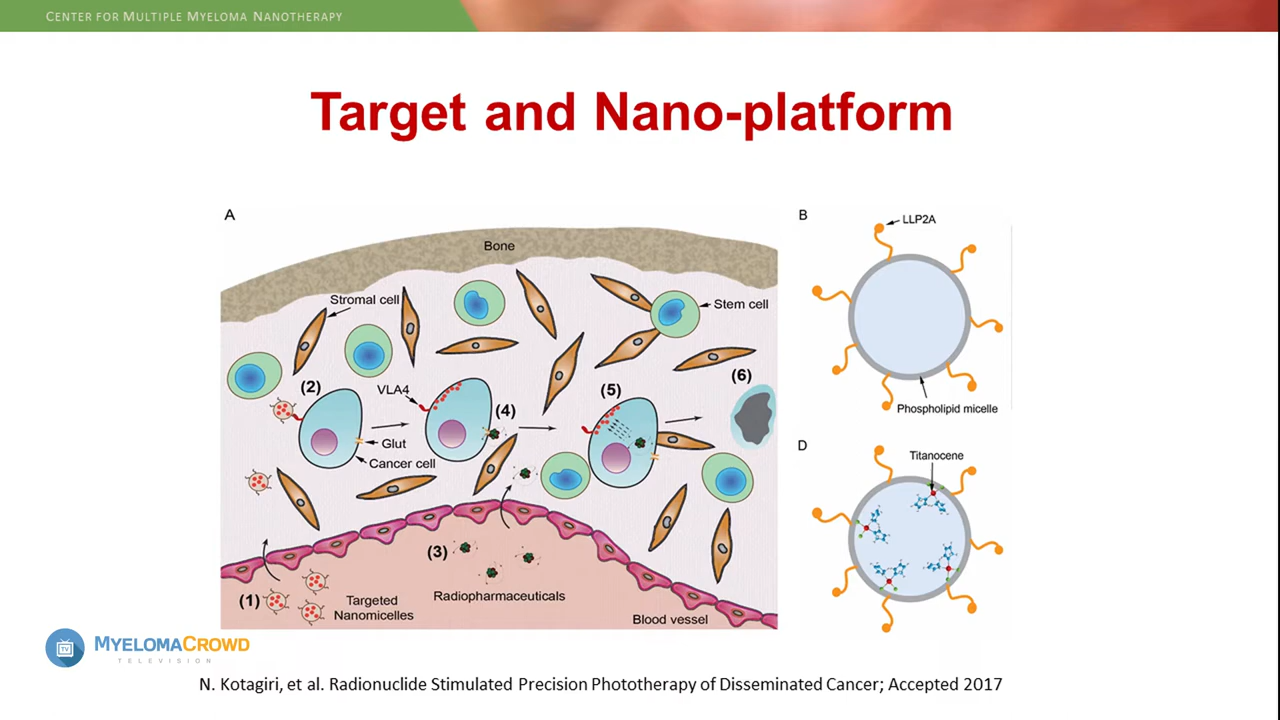 CENTER FOR MULTIPLE MYELOMA NANOTHERAPY
Target and Nano-platform
A
Bone
Stromal cell
Stem cell
(2)
VLA4
(4)
(5)
(6)
Glut
Cancer cell
(3)
Radiopharmaceuticals
(1)
Targeted
Nanomicelles
Blood vessel
B
LLP2A
Phospholipid micelle
D
Titanocene
TV
MYELOMACROWD
TELEVISION
N. Kotagiri, et al. Radionuclide Stimulated Precision Phototherapy of Disseminated Cancer; Accepted 2017